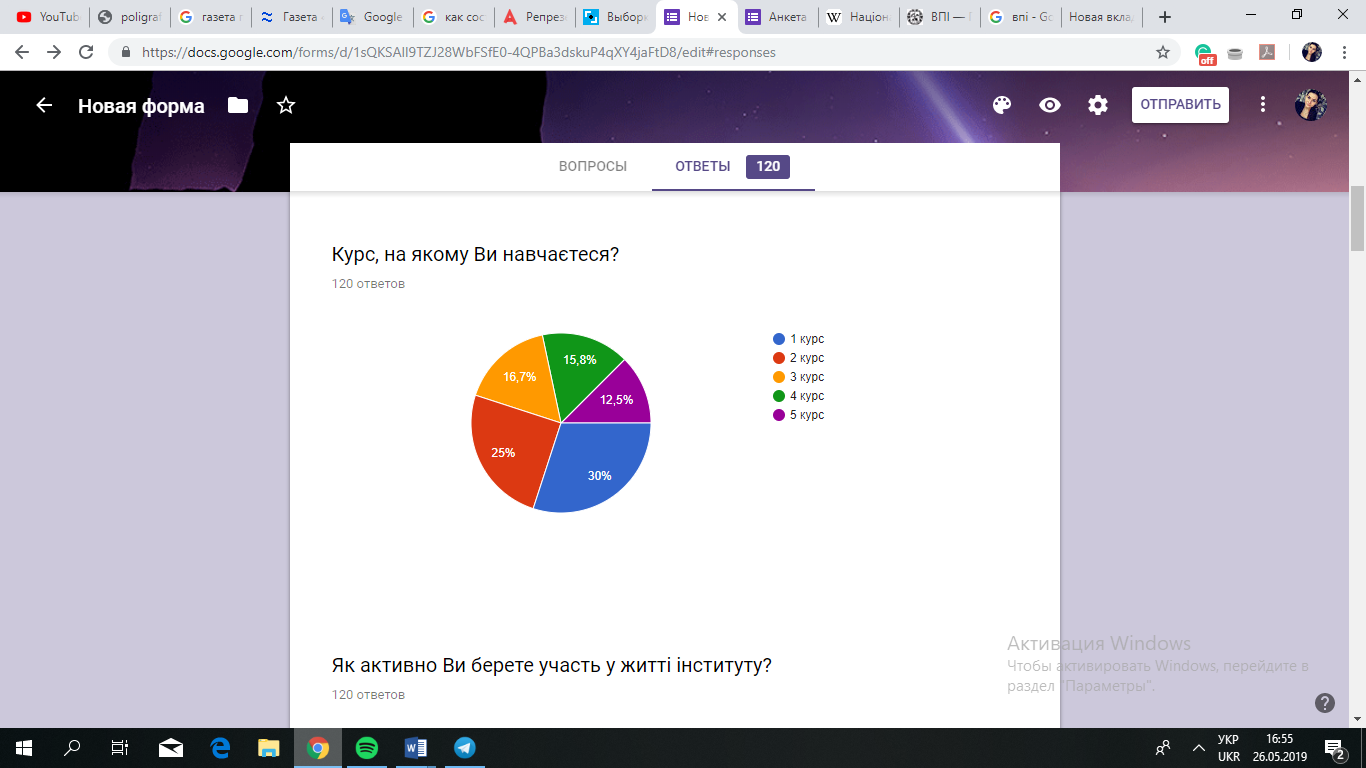 YouTub
poligraf
газета г
Газета
Google
как сос
Репрез
Выборк
Нов
Анкета
Націона
ВПІ — Г
впі - Go
Новая вкла
https://docs.google.com/forms/d/1sQKSAlI9TZJ28WbFSfE0-4QPBa3dskuP4qXY4jaFtD8/edit#responses
off
Новая форма
ОТПРАВИТЬ
ВОПРОСЫ
ОТВЕТЫ
120
Курс, на якому Ви навчаєтеся?
120 ответов
15,8%
16,7%
12,5%
25%
30%
1 курс
2 курс
3 курс
4 курс
5 курс
Як активно Ви берете участь у житті інституту?
120 ответов
Активация Windows
Чтобы активировать Windows, перейдите в
раздел "Параметры".
УКР
UKR
16:55
26.05.2019
2